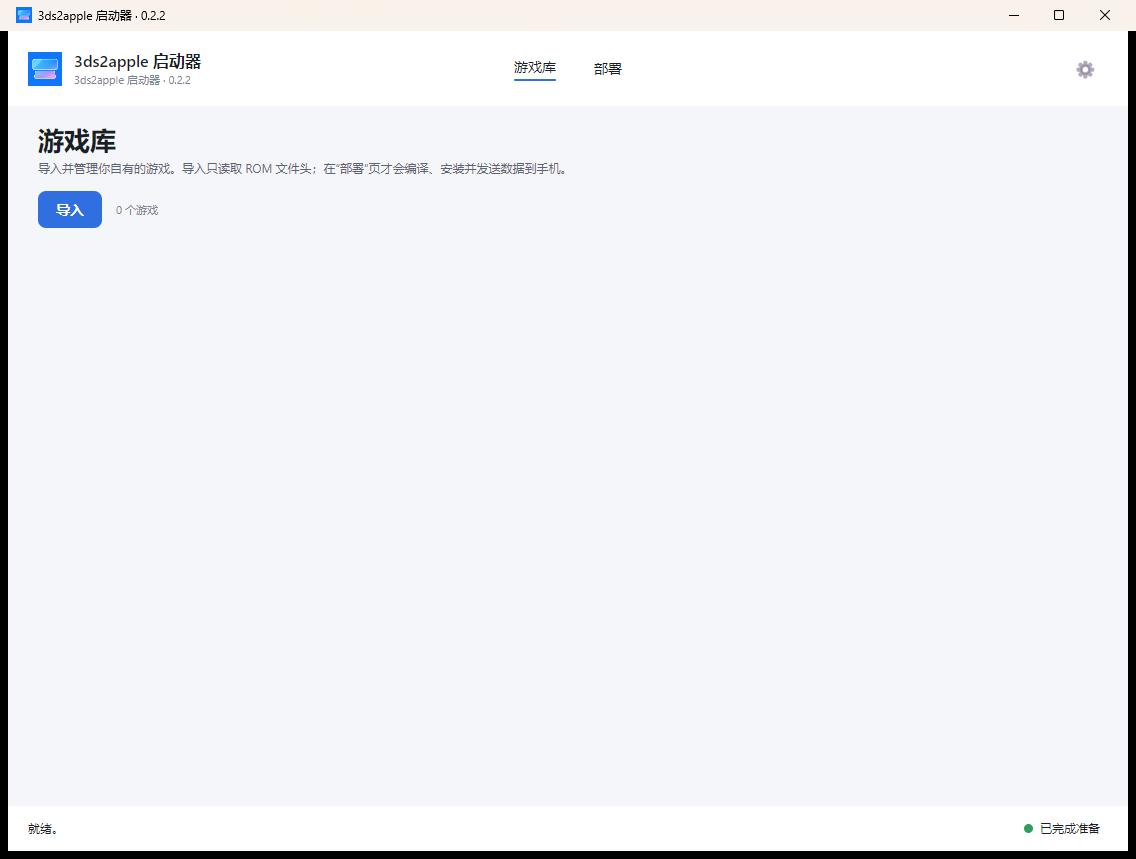 3ds2apple 启动器 · 0.2.2
3ds2apple 启动器
3ds2apple 启动器 · 0.2.2
游戏库
部署
游戏库
导入并管理你自有的游戏。导入只读取 ROM 文件头；在“部署”页才会编译、安装并发送数据到手机。
导入
0 个游戏
就绪。
已完成准备